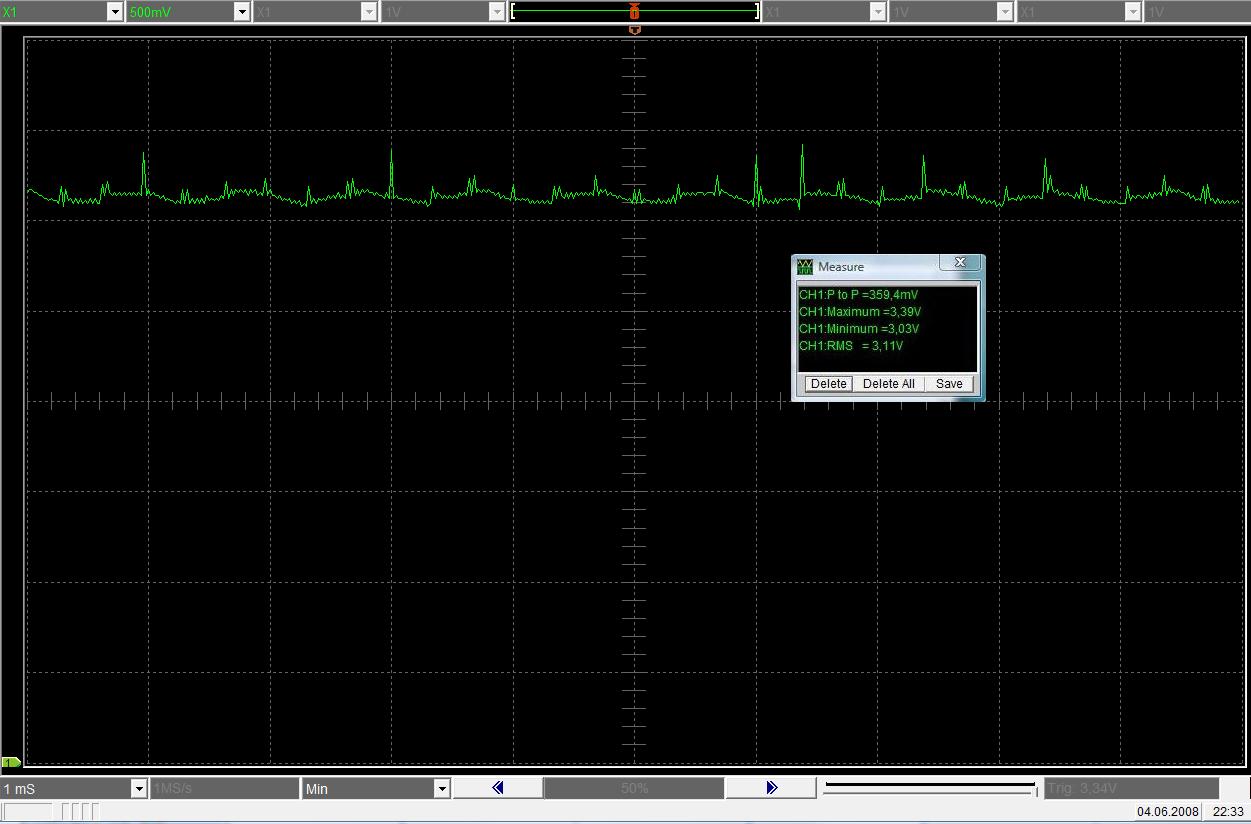 X1 500mV X1 1V X1 1V X1 1V
Measure
CH1:P to P =359,4mV
CH1:Maximum =3,39V
CH1:Minimum =3,03V
CH1:RMS = 3,11V
Delete Delete All Save
1
1 mS 1MS/s Min 50% Trig. 3,34V
04.06.2008 22:33